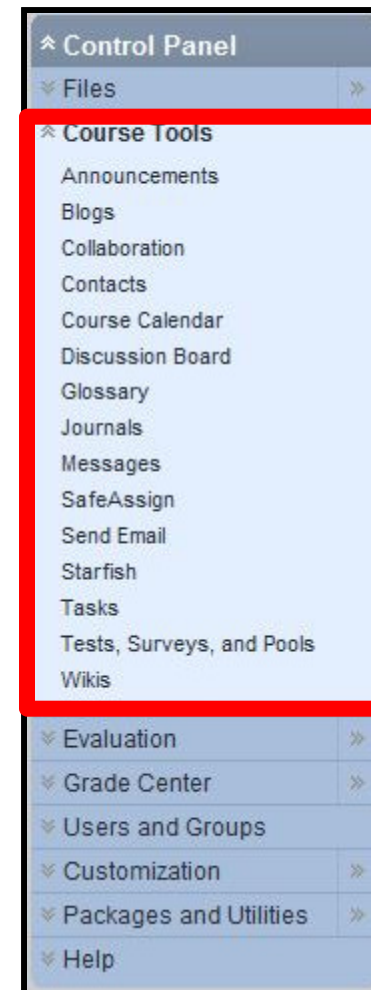 Control Panel
Files
Course Tools
Announcements
Blogs
Collaboration
Contacts
Course Calendar
Discussion Board
Glossary
Journals
Messages
SafeAssign
Send Email
Starfish
Tasks
Tests, Surveys, and Pools
Wikis
Evaluation
Grade Center
Users and Groups
Customization
Packages and Utilities
Help